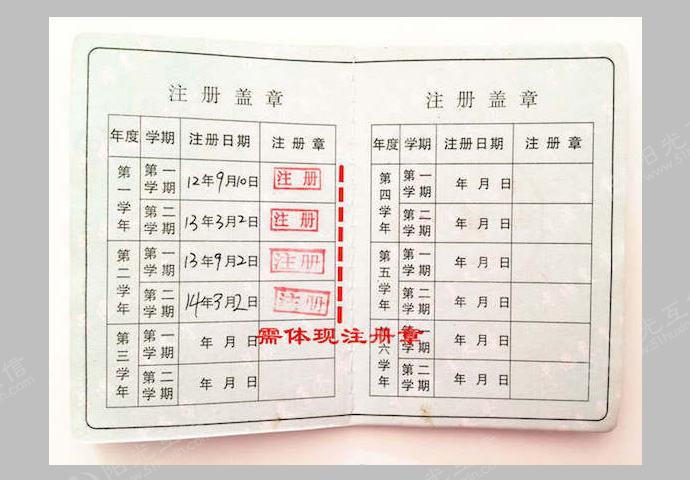 注册盖章
年度 学期 注册日期 注册章
第一学年 第一学期 12年9月10日 注册
第二学期 13年3月2日 注册
第二学年 第一学期 13年9月2日 注册
第二学期 14年3月2日 注册
第三学年 第一学期 年 月 日
第二学期 年 月 日
需体现注册章
注册盖章
年度 学期 注册日期 注册章
第四学年 第一学期 年 月 日
第二学期 年 月 日
第五学年 第一学期 年 月 日
第二学期 年 月 日
第六学年 第一学期 年 月 日
第二学期 年 月 日